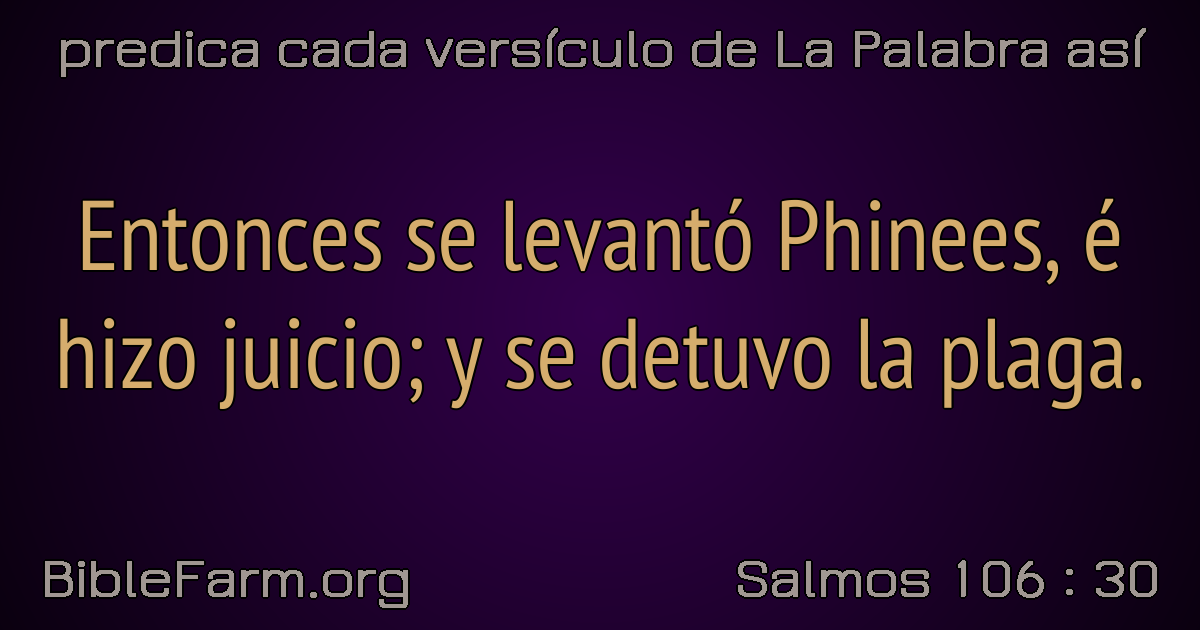 predica cada versículo de La Palabra así
Entonces se levantó Phinees, é
hizo juicio; y se detuvo la plaga.
BibleFarm.org
Salmos 106 : 30